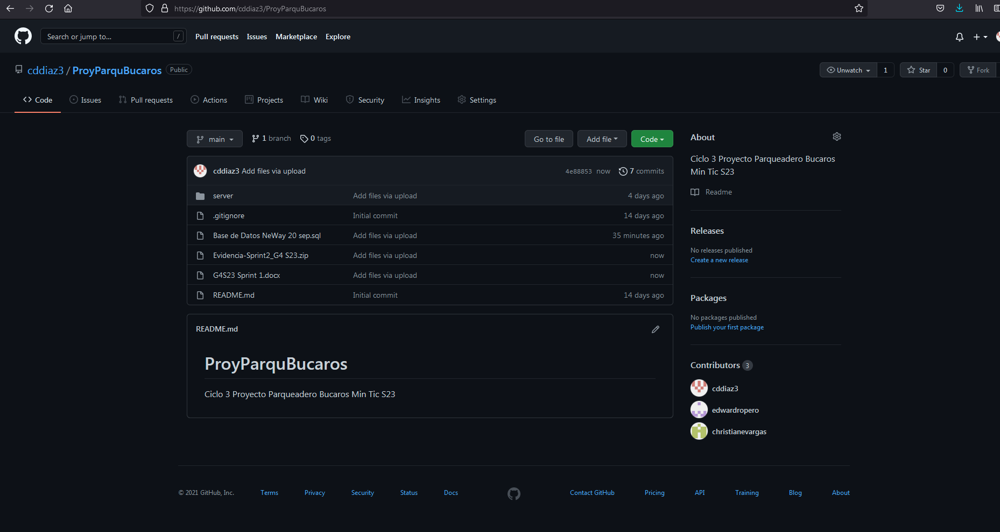 https://github.com/cddiaz3/ProyParquBucaros
Search or jump to... /
Pull requests Issues Marketplace Explore
cddiaz3 / ProyParquBucaros Public
Unwatch 1 Star 0 Fork
Code Issues Pull requests Actions Projects Wiki Security Insights Settings
main 1 branch 0 tags Go to file Add file Code
cddiaz3 Add files via upload 4e88853 now 7 commits
server Add files via upload 4 days ago
.gitignore Initial commit 14 days ago
Base de Datos NeWay 20 sep.sql Add files via upload 35 minutes ago
Evidencia-Sprint2_G4 S23.zip Add files via upload now
G4S23 Sprint 1.docx Add files via upload now
README.md Initial commit 14 days ago
README.md
ProyParquBucaros
Ciclo 3 Proyecto Parqueadero Bucaros Min Tic S23
About
Ciclo 3 Proyecto Parqueadero Bucaros
Min Tic S23
Readme
Releases
No releases published
Create a new release
Packages
No packages published
Publish your first package
Contributors 3
cddiaz3
edwardropero
christianevargas
© 2021 GitHub, Inc. Terms Privacy Security Status Docs Contact GitHub Pricing API Training Blog About